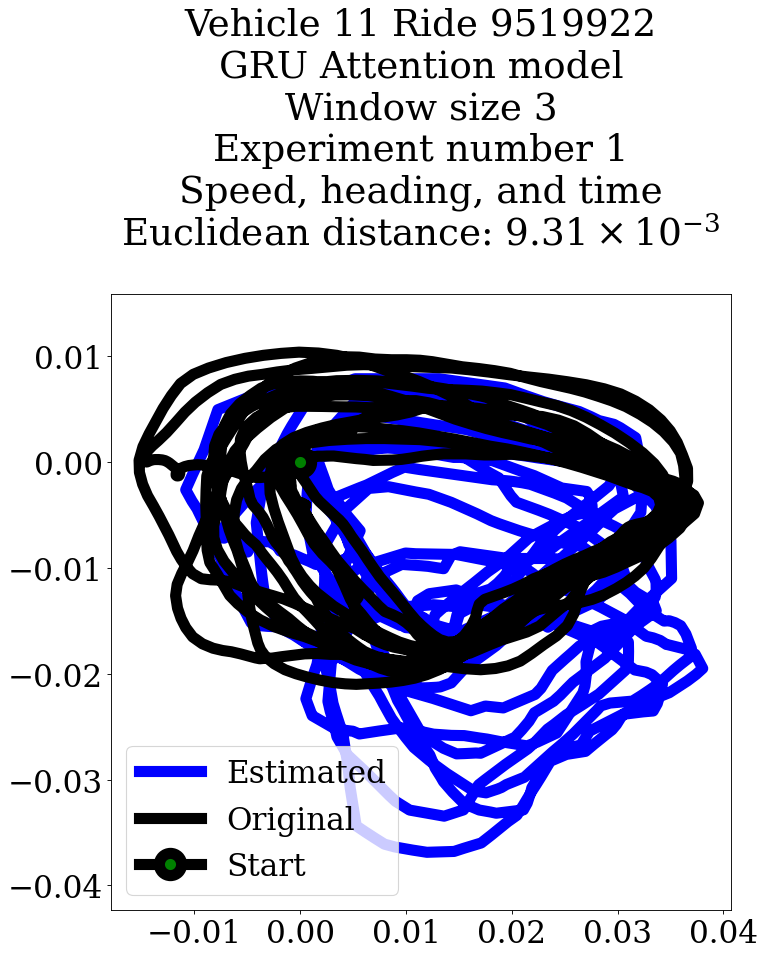 Vehicle 11 Ride 9519922
GRU Attention model
Window size 3
Experiment number 1
Speed, heading, and time
Euclidean distance: 9.31 × 10⁻³
0.01
0.00
−0.01
−0.02
−0.03
−0.04
Estimated
Original
Start
−0.01 0.00 0.01 0.02 0.03 0.04